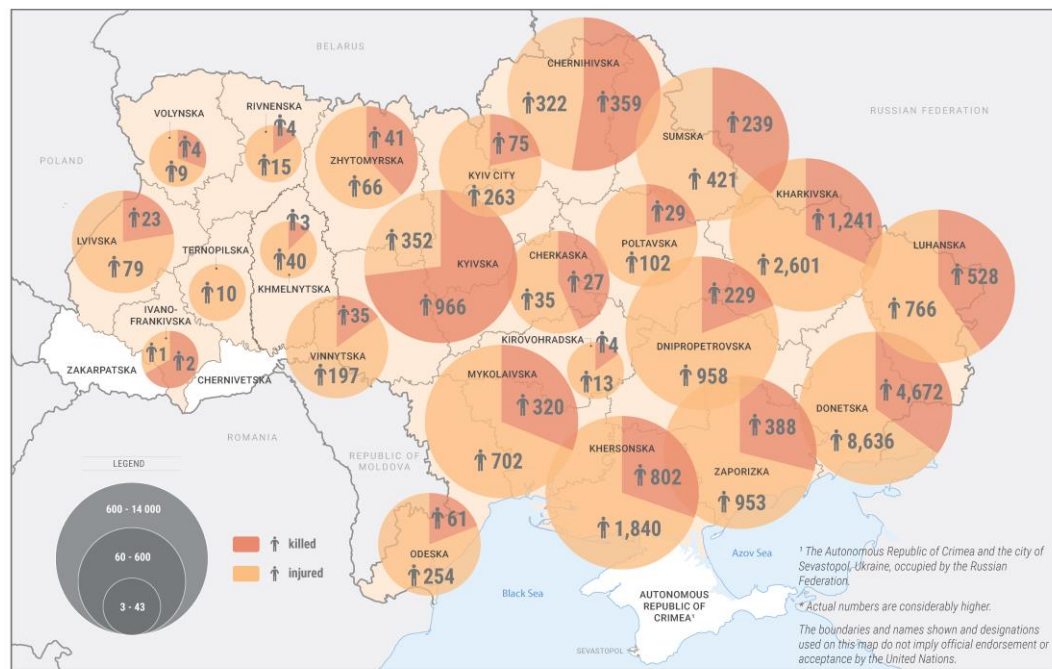 BELARUS
RUSSIAN FEDERATION
POLAND
ROMANIA
REPUBLIC OF
MOLDOVA
CHERNIHIVSKA
322
359
SUMSKA
239
421
VOLYNSKA
4
9
RIVNENSKA
4
15
ZHYTOMYRSKA
41
66
KYIV CITY
75
263
KHARKIVSKA
1,241
2,601
LVIVSKA
23
79
TERNOPILSKA
10
3
40
KHMELNYTSKA
352
KYIVSKA
966
CHERKASKA
27
35
29
POLTAVSKA
102
LUHANSKA
528
766
IVANO-
FRANKIVSKA
1
2
ZAKARPATSKA
CHERNIVETSKA
35
VINNYTSKA
197
KIROVOHRADSKA
4
13
229
DNIPROPETROVSKA
958
DONETSKA
4,672
8,636
MYKOLAIVSKA
320
702
KHERSONSKA
802
1,840
388
ZAPORIZKA
953
61
ODESKA
254
LEGEND
600 - 14 000
60 - 600
3 - 43
killed
injured
Black Sea
Azov Sea
AUTONOMOUS
REPUBLIC OF
CRIMEA¹
SEVASTOPOL
¹ The Autonomous Republic of Crimea and the city of
Sevastopol, Ukraine, occupied by the Russian
Federation.
* Actual numbers are considerably higher.
The boundaries and names shown and designations
used on this map do not imply official endorsement or
acceptance by the United Nations.